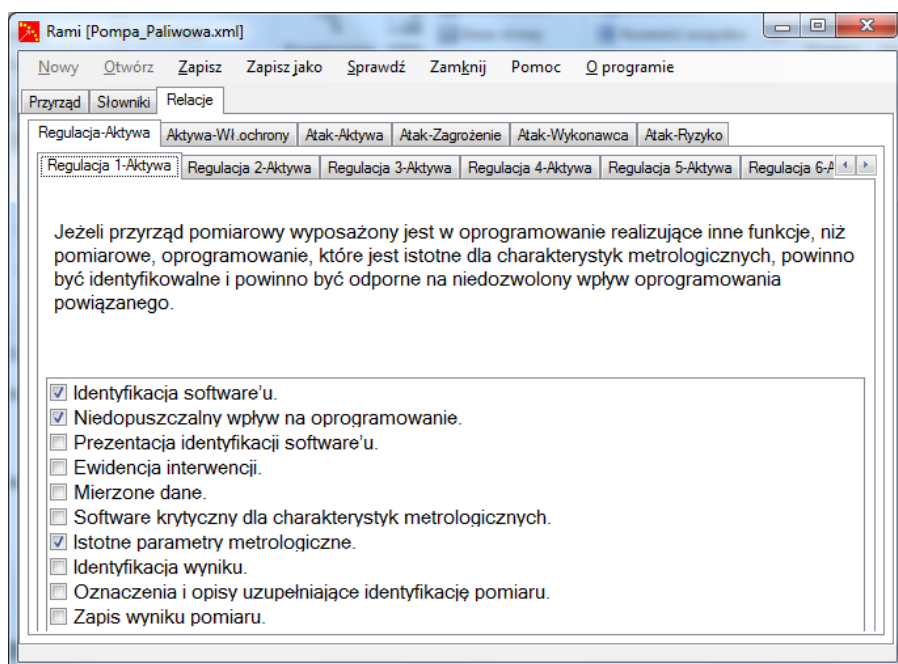 Rami [Pompa_Paliwowa.xml]
Nowy Otwórz Zapisz Zapisz jako Sprawdź Zamknij Pomoc O programie
Przyrząd Słowniki Relacje
Regulacja-Aktywa Aktywa-Wł.ochrony Atak-Aktywa Atak-Zagrożenie Atak-Wykonawca Atak-Ryzyko
Regulacja 1-Aktywa Regulacja 2-Aktywa Regulacja 3-Aktywa Regulacja 4-Aktywa Regulacja 5-Aktywa Regulacja 6-A
Jeżeli przyrząd pomiarowy wyposażony jest w oprogramowanie realizujące inne funkcje, niż
pomiarowe, oprogramowanie, które jest istotne dla charakterystyk metrologicznych, powinno
być identyfikowalne i powinno być odporne na niedozwolony wpływ oprogramowania
powiązanego.
Identyfikacja software'u.
Niedopuszczalny wpływ na oprogramowanie.
Prezentacja identyfikacji software'u.
Ewidencja interwencji.
Mierzone dane.
Software krytyczny dla charakterystyk metrologicznych.
Istotne parametry metrologiczne.
Identyfikacja wyniku.
Oznaczenia i opisy uzupełniające identyfikację pomiaru.
Zapis wyniku pomiaru.